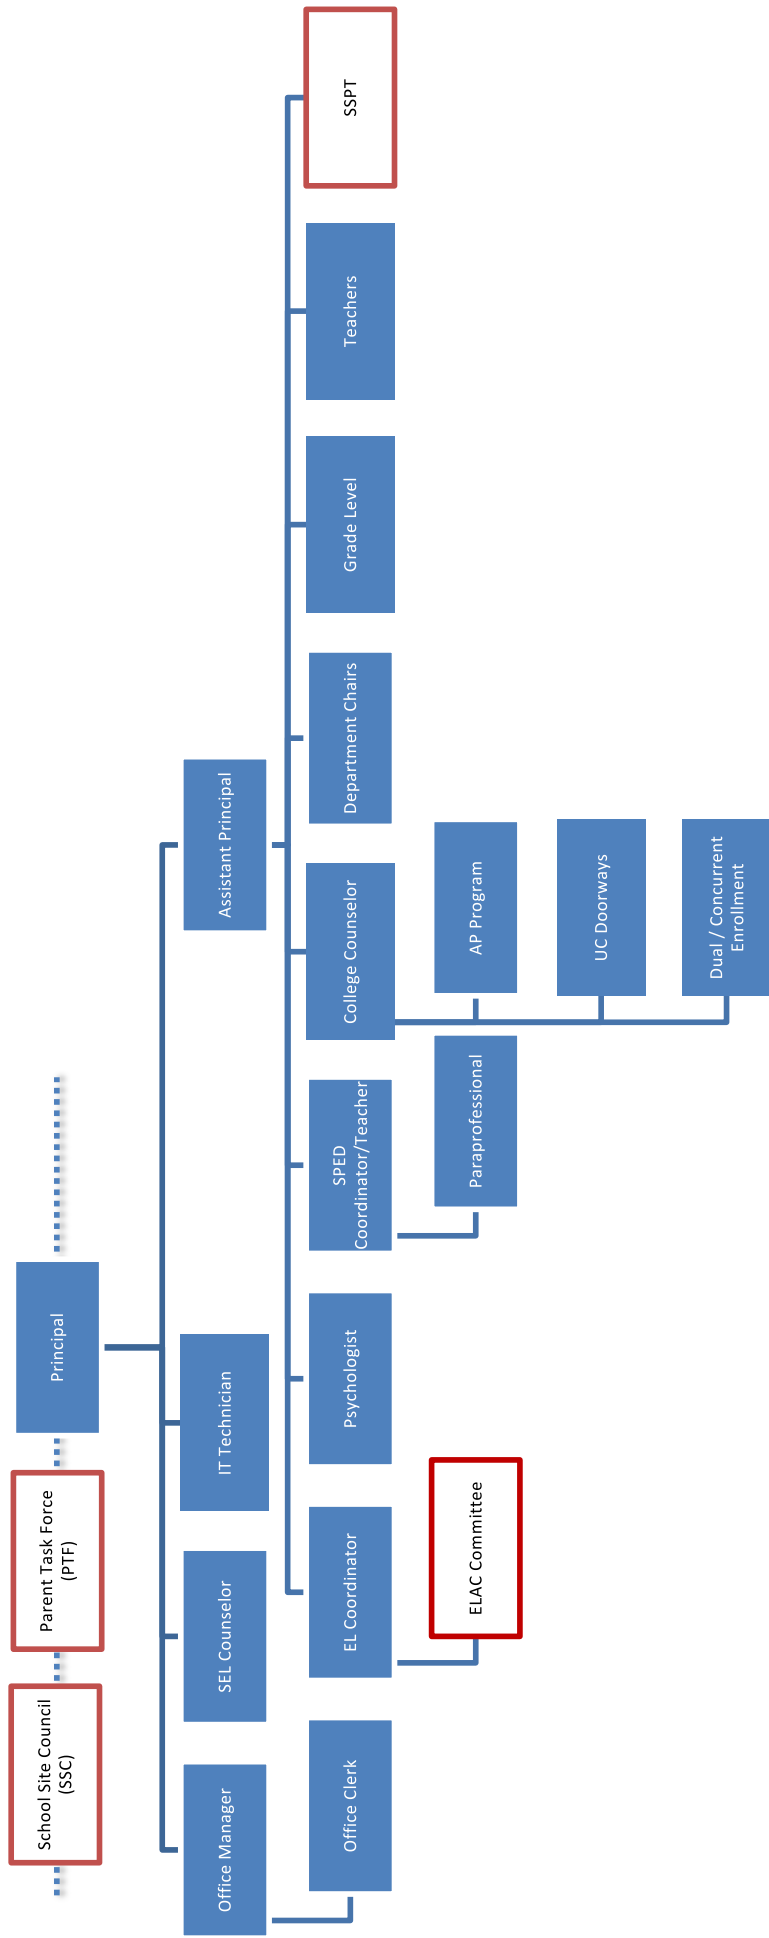 School Site Council
(SSC)
Parent Task Force
(PTF)
Principal
Office Manager
SEL Counselor
IT Technician
Assistant Principal
Office Clerk
EL Coordinator
Psychologist
SPED
Coordinator/Teacher
College Counselor
Department Chairs
Grade Level
Teachers
SSPT
ELAC Committee
Paraprofessional
AP Program
UC Doorways
Dual / Concurrent
Enrollment